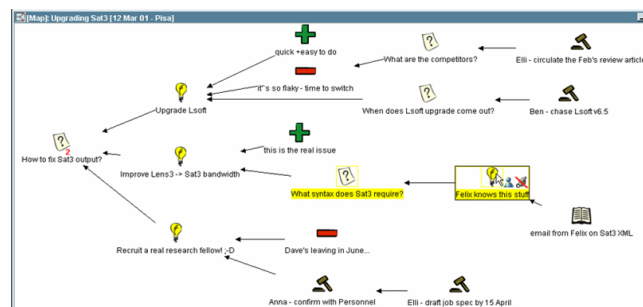 [Map]: Upgrading Sat3 [12 Mar 01 - Pisa]
quick +easy to do
What are the competitors?
Elli - circulate the Feb's review article
it''s so flaky - time to switch
Upgrade Lsoft
When does Lsoft upgrade come out?
Ben - chase Lsoft v6.5
2
How to fix Sat3 output?
this is the real issue
Improve Lens3 -> Sat3 bandwidth
What syntax does Sat3 require?
Felix knows this stuff
email from Felix on Sat3 XML
Recruit a real research fellow! ;-D
Dave's leaving in June...
Anna - confirm with Personnel
Elli - draft job spec by 15 April